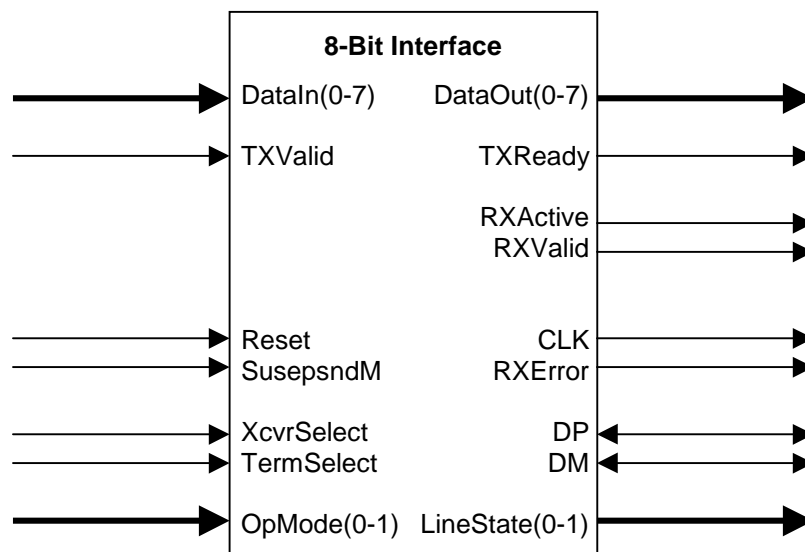 8-Bit Interface
DataIn(0-7) DataOut(0-7)
TXValid TXReady
RXActive
RXValid
Reset CLK
SusepsndM RXError
XcvrSelect DP
TermSelect DM
OpMode(0-1) LineState(0-1)